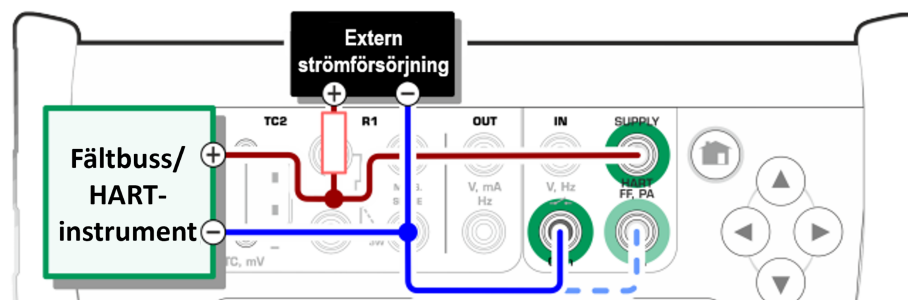 Extern
strömförsörjning
+
−
TC2
R1
OUT
IN
SUPPLY
Fältbuss/
HART-
instrument
+
−
V, mA
Hz
V, Hz
HART
FF, PA
TC, mV